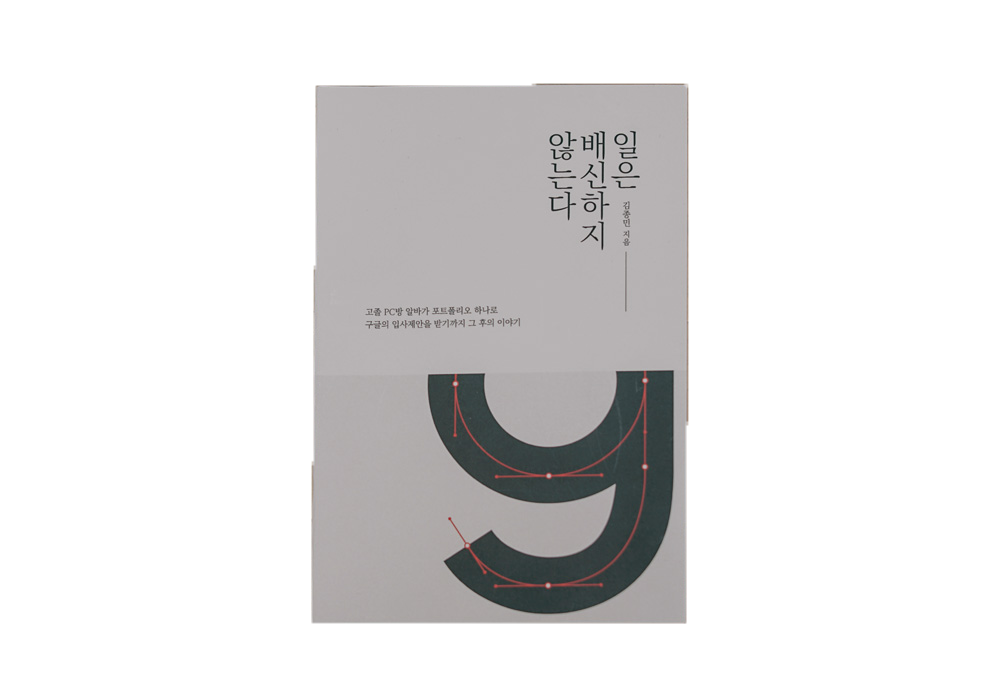 일은
배신하지
않는다
김종민 지음
고졸 PC방 알바가 포트폴리오 하나로
구글의 입사제안을 받기까지 그 후의 이야기
g